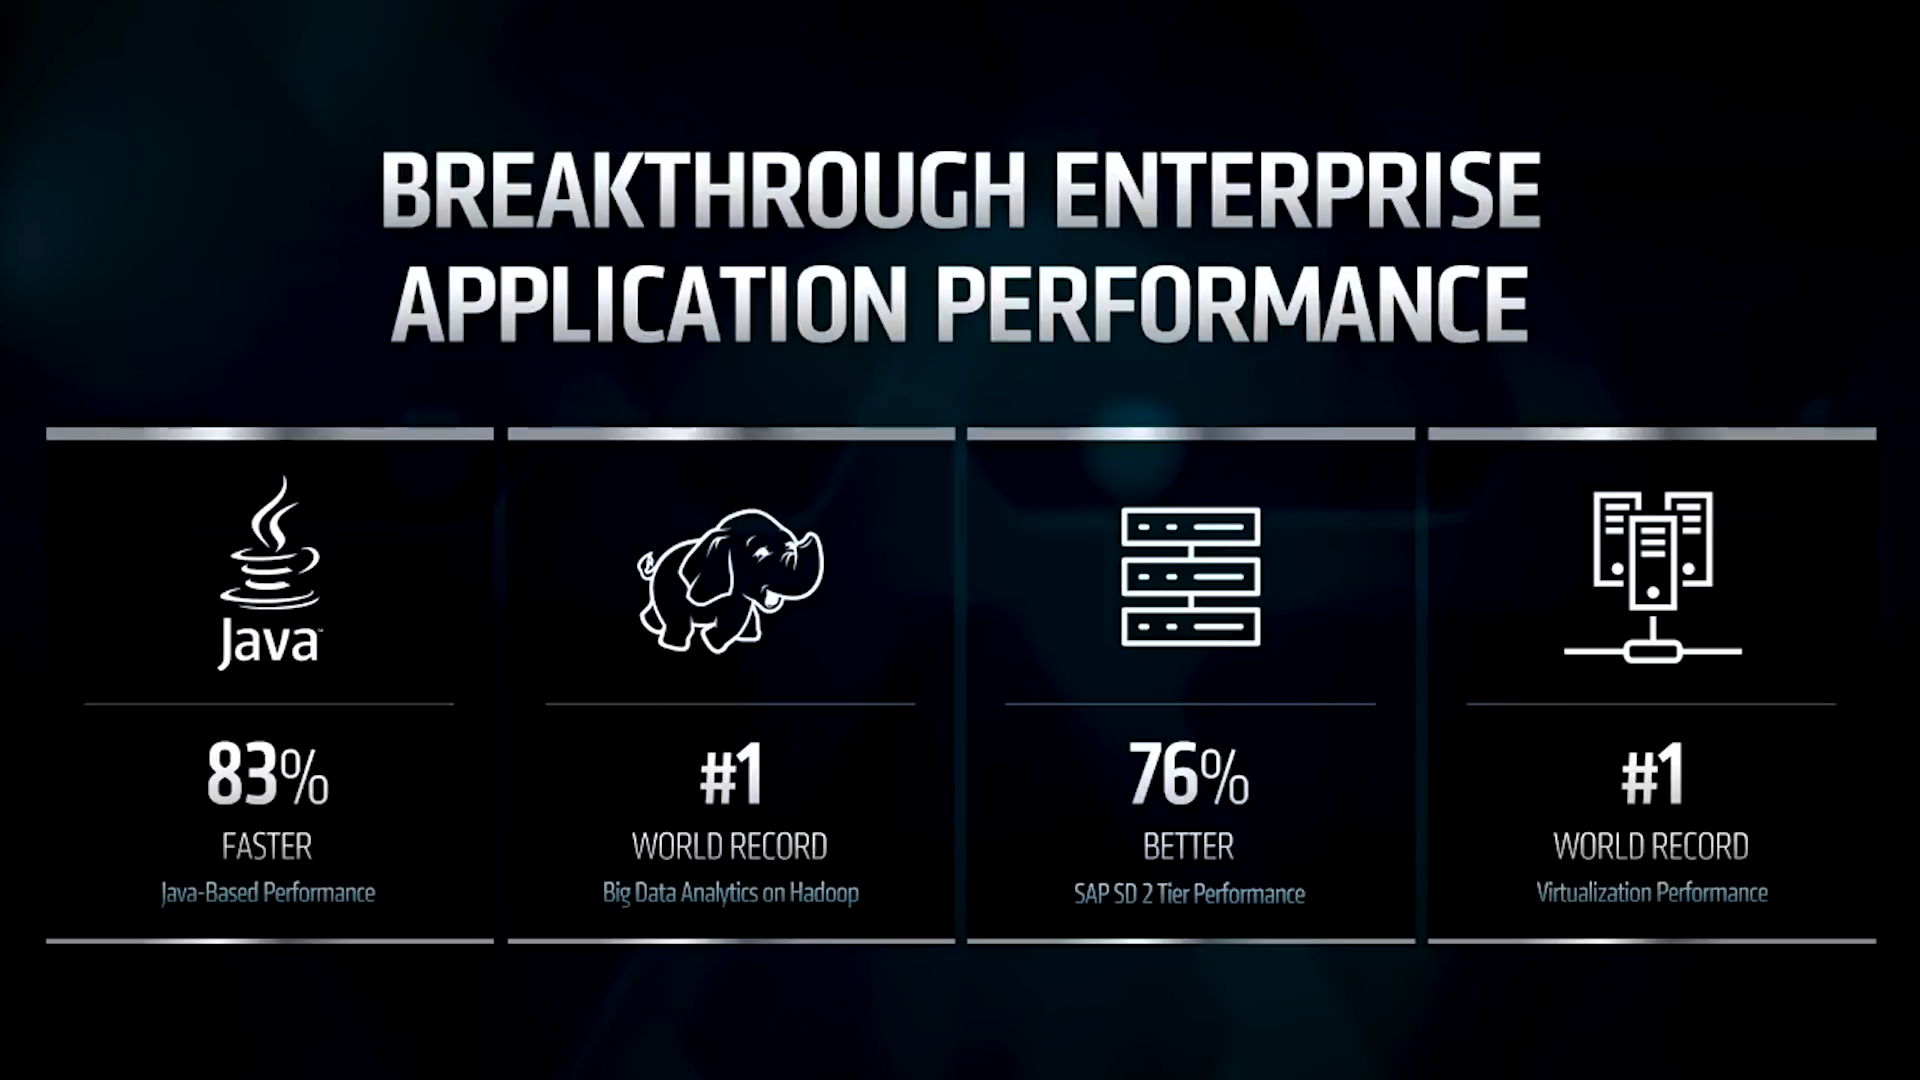 BREAKTHROUGH ENTERPRISE
APPLICATION PERFORMANCE
Java™
83%
FASTER
Java-Based Performance
#1
WORLD RECORD
Big Data Analytics on Hadoop
76%
BETTER
SAP SD 2 Tier Performance
#1
WORLD RECORD
Virtualization Performance